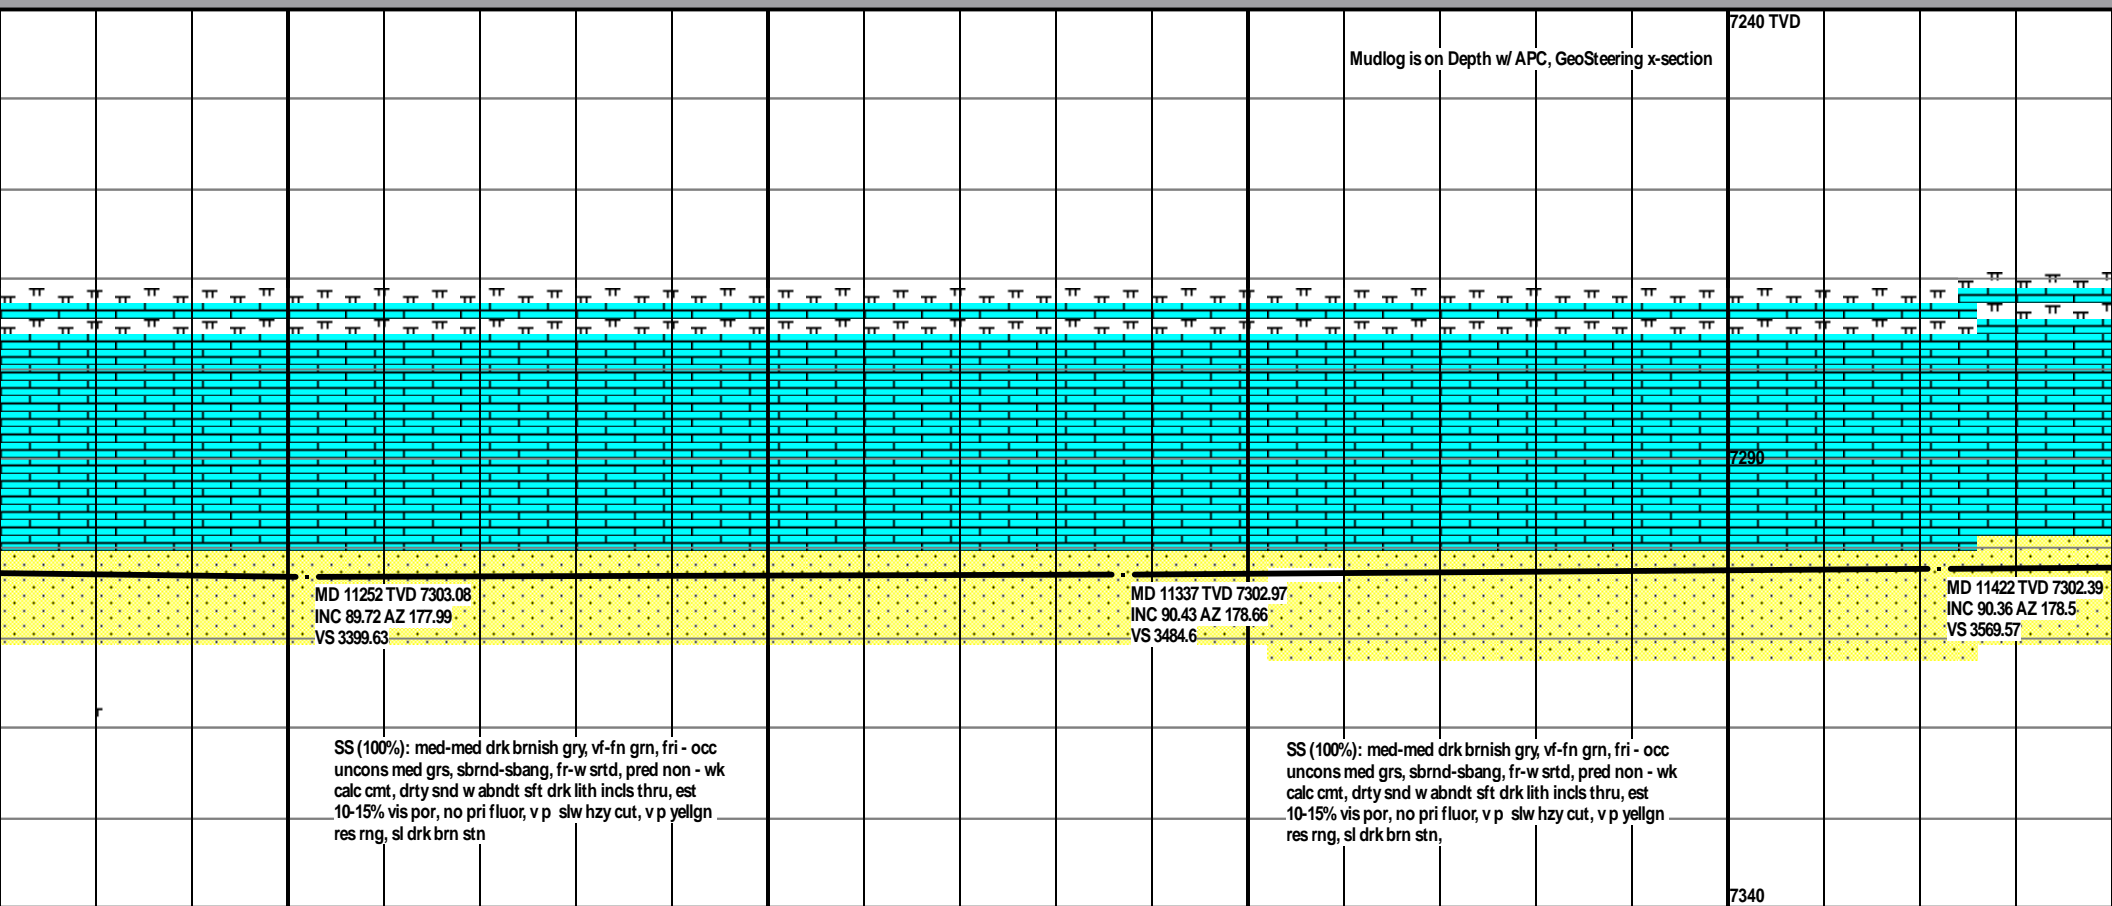 7240 TVD
Mudlog is on Depth w/ APC, GeoSteering x-section
7290
MD 11252 TVD 7303.08
INC 89.72 AZ 177.99
VS 3399.63
MD 11337 TVD 7302.97
INC 90.43 AZ 178.66
VS 3484.6
MD 11422 TVD 7302.39
INC 90.36 AZ 178.5
VS 3569.57
SS (100%): med-med drk brnish gry, vf-fn grn, fri - occ
uncons med grs, sbrnd-sbang, fr-w srtd, pred non - wk
calc cmt, drty snd w abndt sft drk lith incls thru, est
10-15% vis por, no pri fluor, v p slw hzy cut, v p yellgn
res rng, sl drk brn stn
SS (100%): med-med drk brnish gry, vf-fn grn, fri - occ
uncons med grs, sbrnd-sbang, fr-w srtd, pred non - wk
calc cmt, drty snd w abndt sft drk lith incls thru, est
10-15% vis por, no pri fluor, v p slw hzy cut, v p yellgn
res rng, sl drk brn stn,
7340